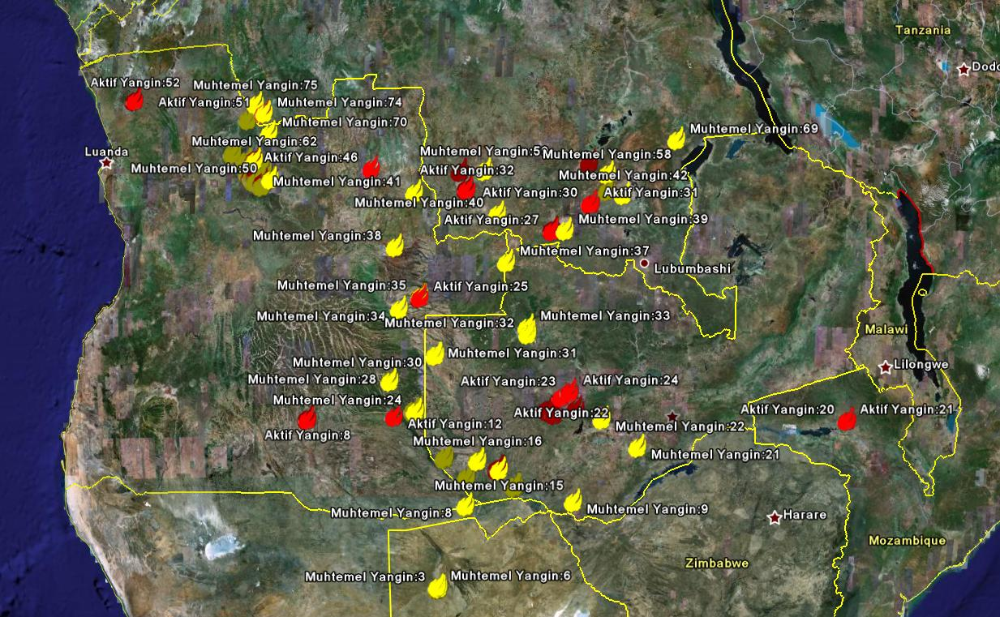 Tanzania
Dodo
Aktif Yangin:52
Muhtemel Yangin:75
Aktif Yangin:51
Muhtemel Yangin:74
Muhtemel Yangin:70
Muhtemel Yangin:69
Muhtemel Yangin:62
Luanda
Aktif Yangin:46
Muhtemel Yangin:5
Muhtemel Yangin:58
Muhtemel Yangin:50
Aktif Yangin:32
Muhtemel Yangin:42
Muhtemel Yangin:41
Aktif Yangin:30
Aktif Yangin:31
Muhtemel Yangin:40
Aktif Yangin:27
Muhtemel Yangin:39
Muhtemel Yangin:38
Muhtemel Yangin:37
Lubumbashi
Muhtemel Yangin:35
Aktif Yangin:25
Muhtemel Yangin:34
Muhtemel Yangin:32
Muhtemel Yangin:33
Malawi
Muhtemel Yangin:31
Muhtemel Yangin:30
Lilongwe
Muhtemel Yangin:28
Aktif Yangin:23
Aktif Yangin:24
Muhtemel Yangin:24
Aktif Yangin:22
Aktif Yangin:20
Aktif Yangin:21
Aktif Yangin:12
Muhtemel Yangin:22
Aktif Yangin:8
Muhtemel Yangin:16
Muhtemel Yangin:21
Muhtemel Yangin:15
Muhtemel Yangin:8
Muhtemel Yangin:9
Harare
Mozambique
Zimbabwe
Muhtemel Yangin:3
Muhtemel Yangin:6